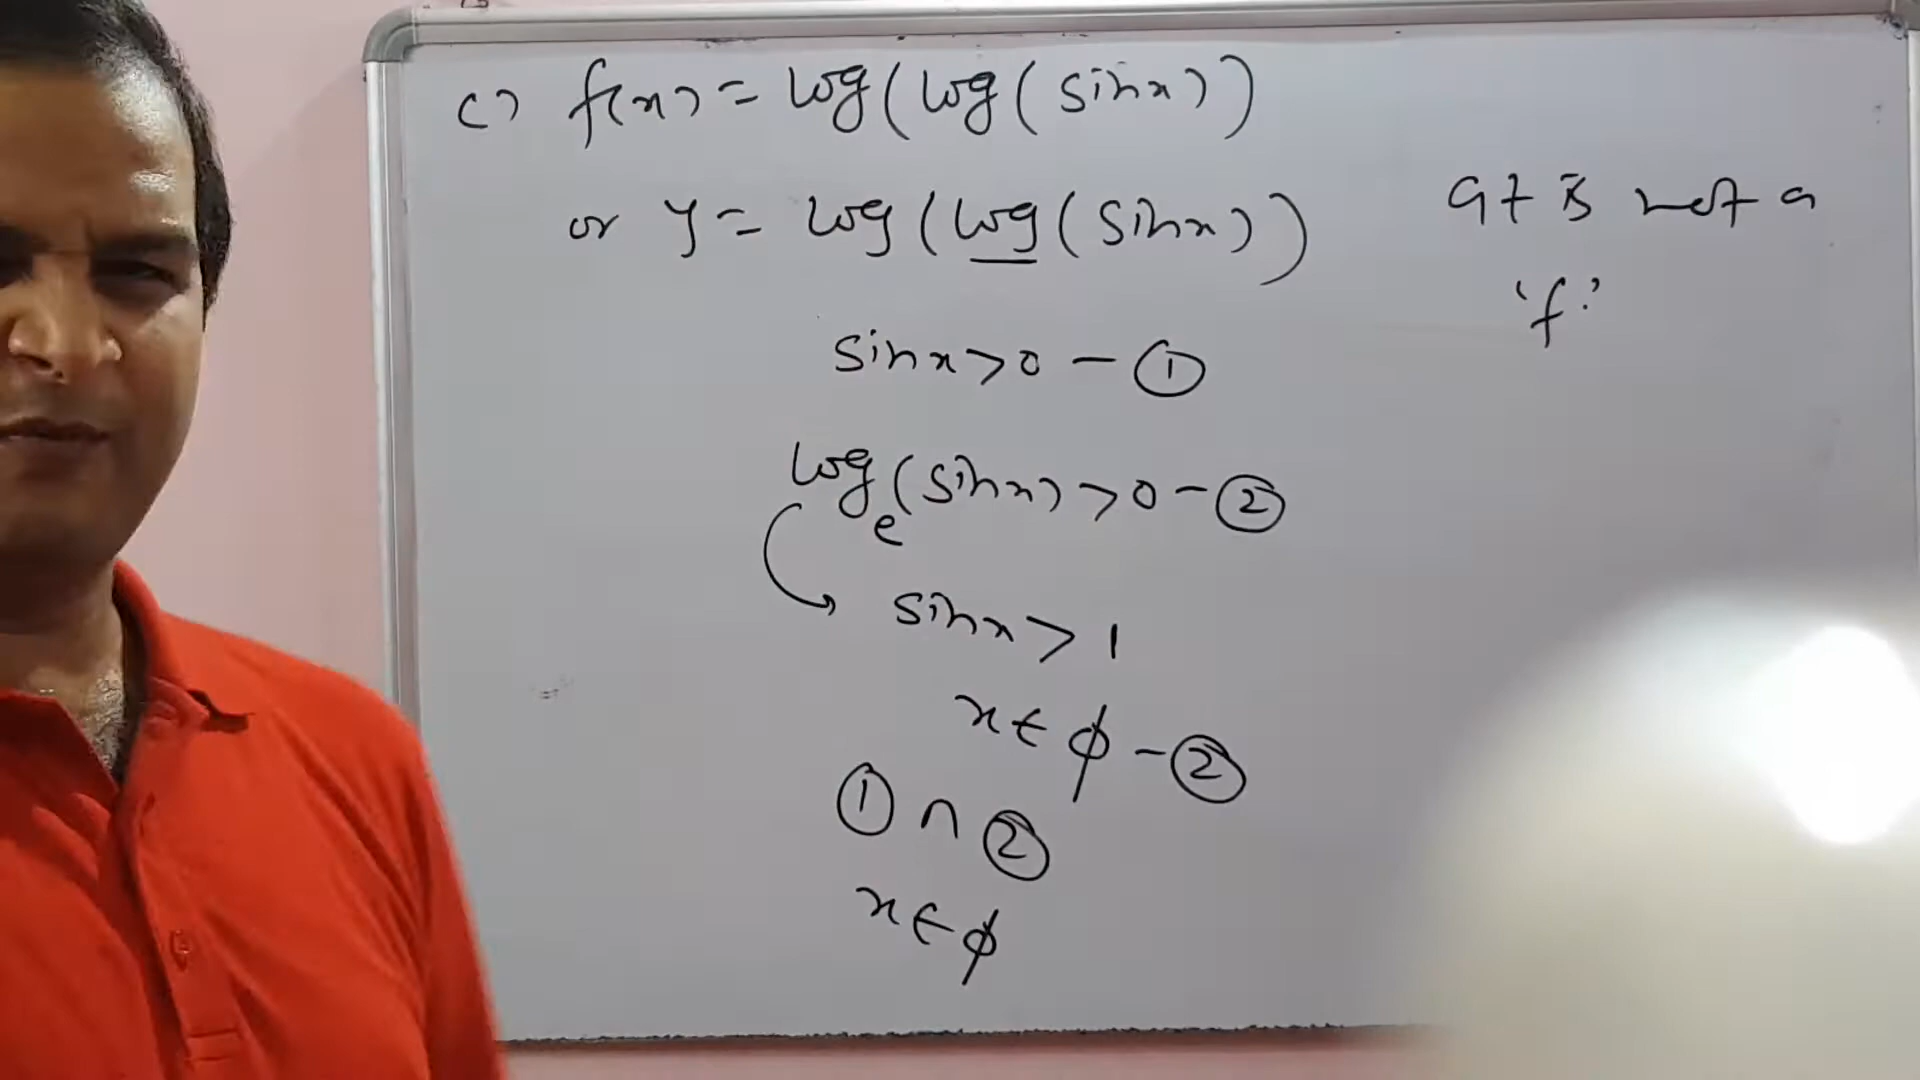 c) f(x) = log(log(sinx))
or y = log(log(sinx))
It is not a
'f'
sinx>0 - ①
logₑ(sinx)>0 - ②
sinx>1
x∈ϕ - ②
① ∩ ②
x∈ϕ